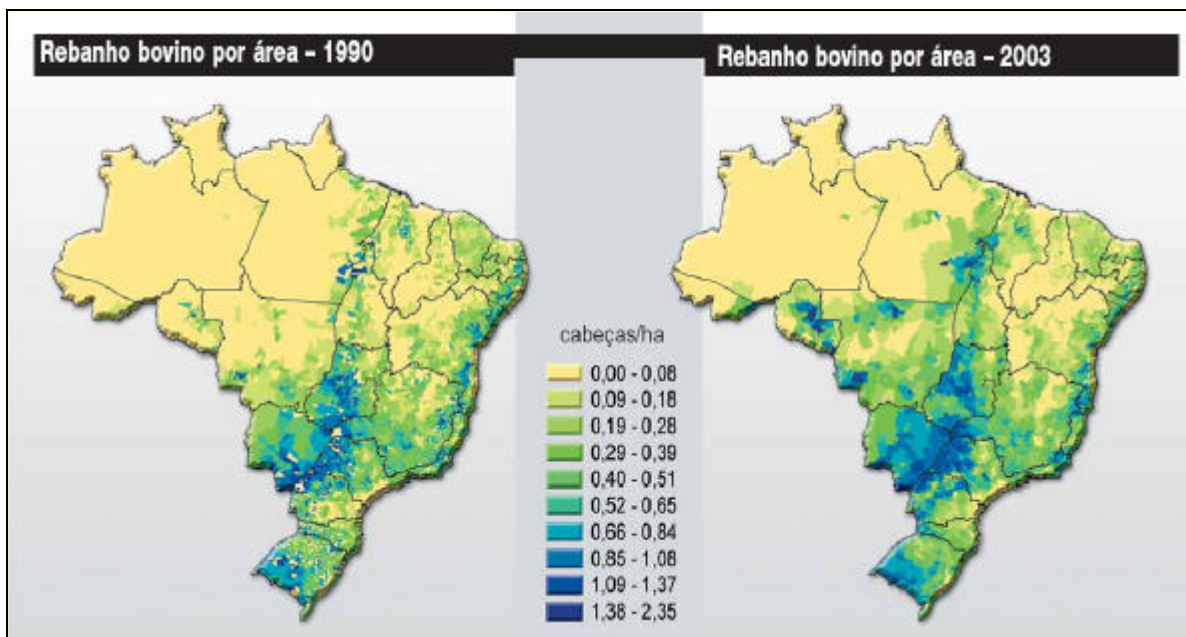 Rebanho bovino por área – 1990
Rebanho bovino por área – 2003
cabeças/ha
0,00 - 0,08
0,09 - 0,18
0,19 - 0,28
0,29 - 0,39
0,40 - 0,51
0,52 - 0,65
0,66 - 0,84
0,85 - 1,08
1,09 - 1,37
1,38 - 2,35